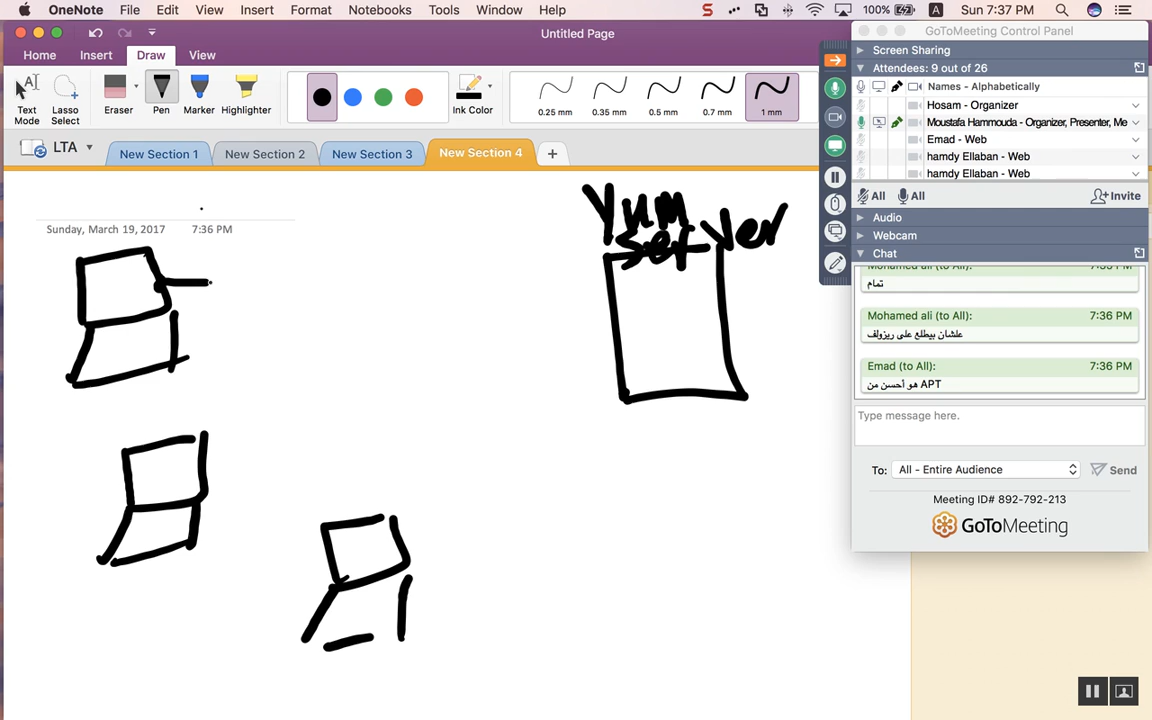 OneNote File Edit View Insert Format Notebooks Tools Window Help
100% A Sun 7:37 PM
Untitled Page
Home Insert Draw View
Text Mode
Lasso Select
Eraser
Pen
Marker
Highlighter
Ink Color
0.25 mm
0.35 mm
0.5 mm
0.7 mm
1 mm
LTA
New Section 1
New Section 2
New Section 3
New Section 4
Sunday, March 19, 2017 7:36 PM
Yum
Server
GoToMeeting Control Panel
Screen Sharing
Attendees: 9 out of 26
Names - Alphabetically
Hosam - Organizer
Moustafa Hammouda - Organizer, Presenter, Me
Emad - Web
hamdy Ellaban - Web
hamdy Ellaban - Web
All All Invite
Audio
Webcam
Chat
Mohamed ali (to All): 7:35 PM
تمام
Mohamed ali (to All): 7:36 PM
علشان بيطلع على ريزولف
Emad (to All): 7:36 PM
هو أحسن من APT
Type message here.
To: All - Entire Audience Send
Meeting ID# 892-792-213
GoToMeeting